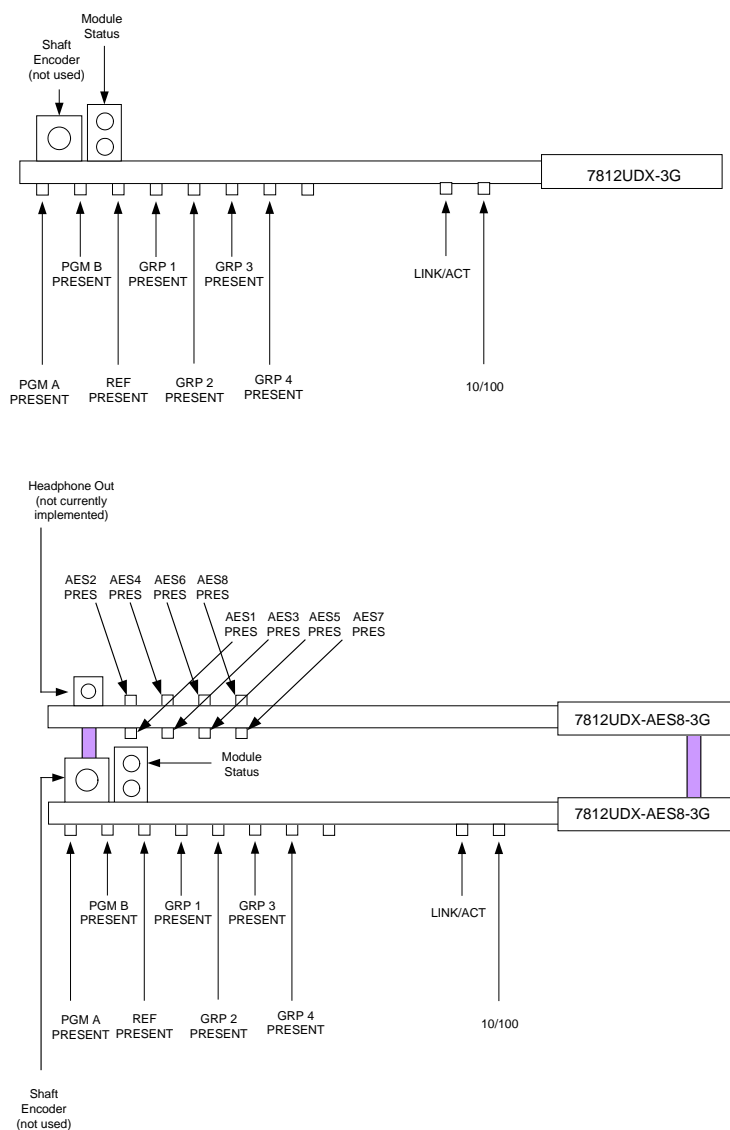 Module
Status
Shaft
Encoder
(not used)
7812UDX-3G
PGM B
PRESENT
GRP 1
PRESENT
GRP 3
PRESENT
LINK/ACT
PGM A
PRESENT
REF
PRESENT
GRP 2
PRESENT
GRP 4
PRESENT
10/100
Headphone Out
(not currently
implemented)
AES2
PRES
AES4
PRES
AES6
PRES
AES8
PRES
AES1
PRES
AES3
PRES
AES5
PRES
AES7
PRES
7812UDX-AES8-3G
Module
Status
7812UDX-AES8-3G
PGM B
PRESENT
GRP 1
PRESENT
GRP 3
PRESENT
LINK/ACT
PGM A
PRESENT
REF
PRESENT
GRP 2
PRESENT
GRP 4
PRESENT
10/100
Shaft
Encoder
(not used)